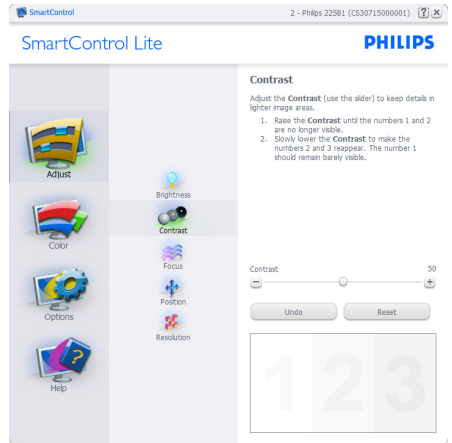 SmartControl
2 - Philips 225B1 (CS30715000001) ? ×
SmartControl Lite
PHILIPS
Adjust
Color
Options
Help
Brightness
Contrast
Focus
Position
Resolution
Contrast
Adjust the Contrast (use the slider) to keep details in
lighter image areas.
1. Raise the Contrast until the numbers 1 and 2
are no longer visible.
2. Slowly lower the Contrast to make the
numbers 2 and 3 reappear. The number 1
should remain barely visible.
Contrast 50
Undo Reset
1 2 3